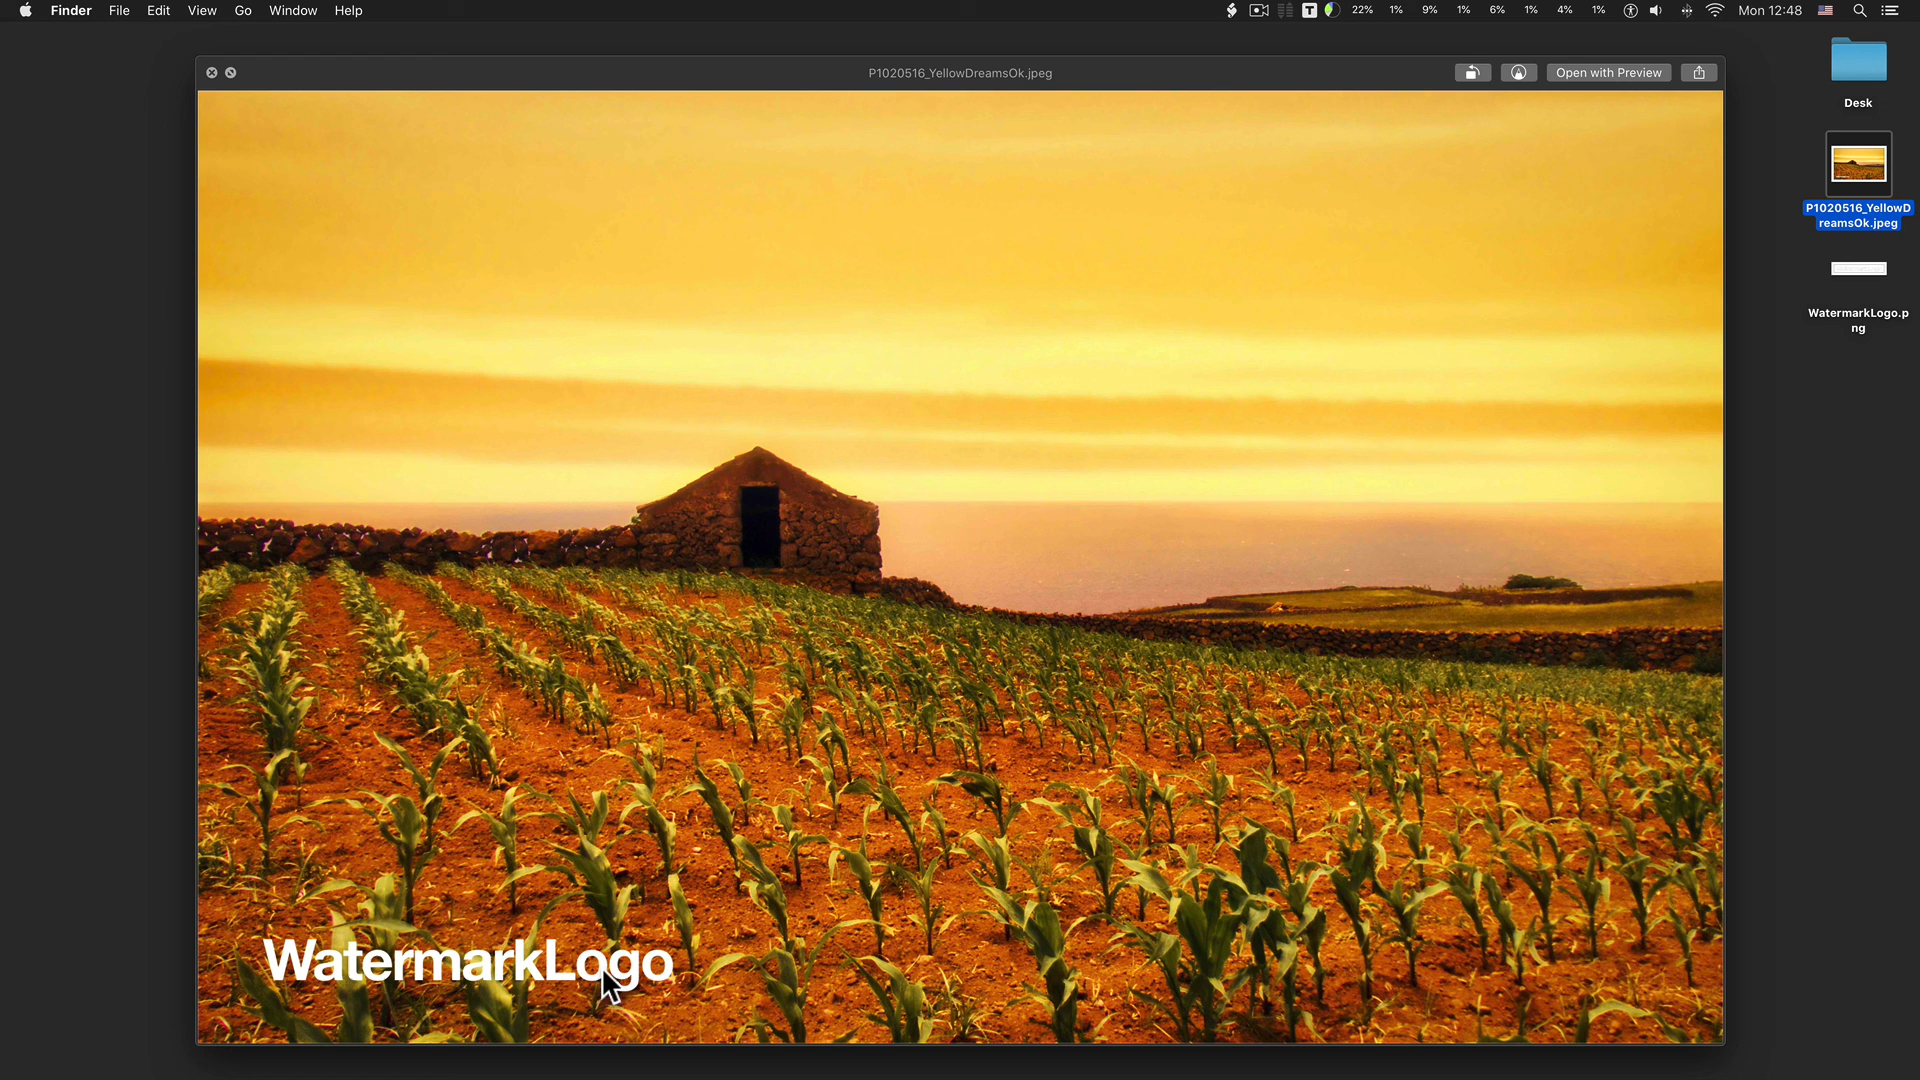 Finder File Edit View Go Window Help
22% 1% 9% 1% 6% 1% 4% 1% Mon 12:48
P1020516_YellowDreamsOk.jpeg
Open with Preview
Desk
P1020516_YellowD
reamsOk.jpeg
WatermarkLogo.p
ng
WatermarkLogo